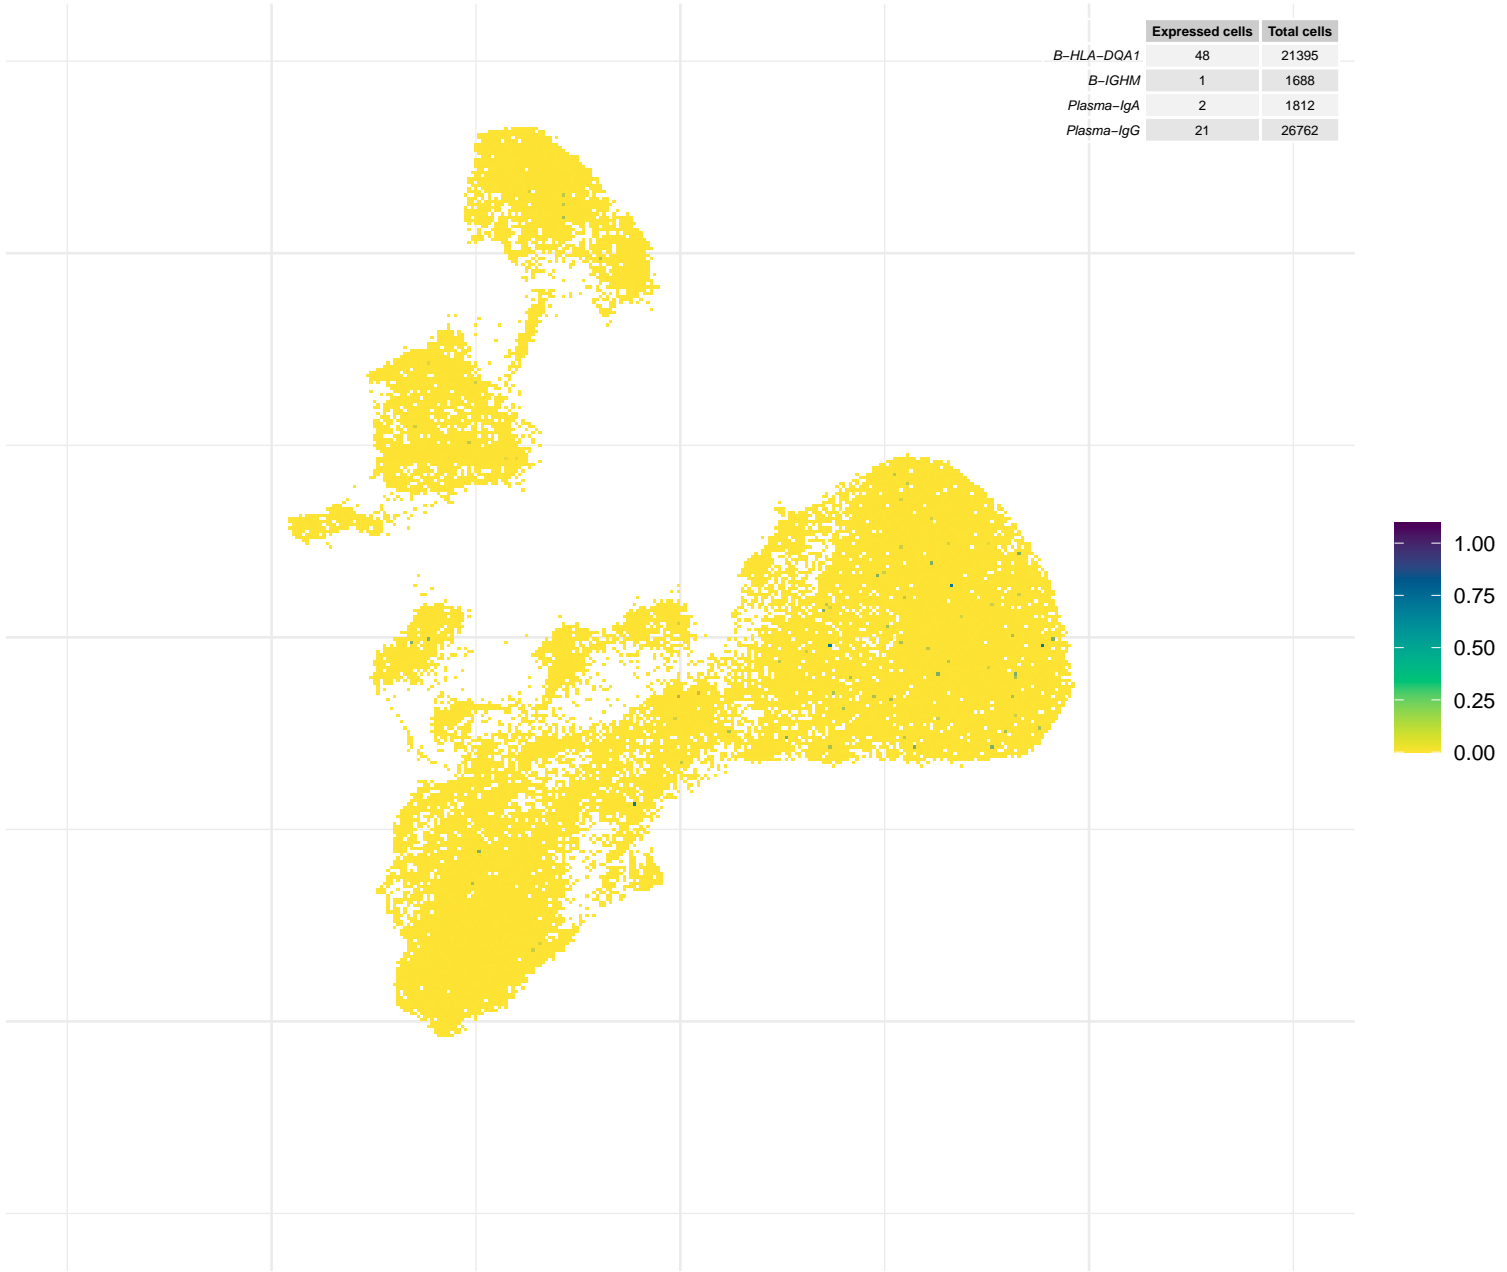 Expressed cells Total cells
B−HLA−DQA1 48 21395
B−IGHM 1 1688
Plasma−IgA 2 1812
Plasma−IgG 21 26762
1.00
0.75
0.50
0.25
0.00